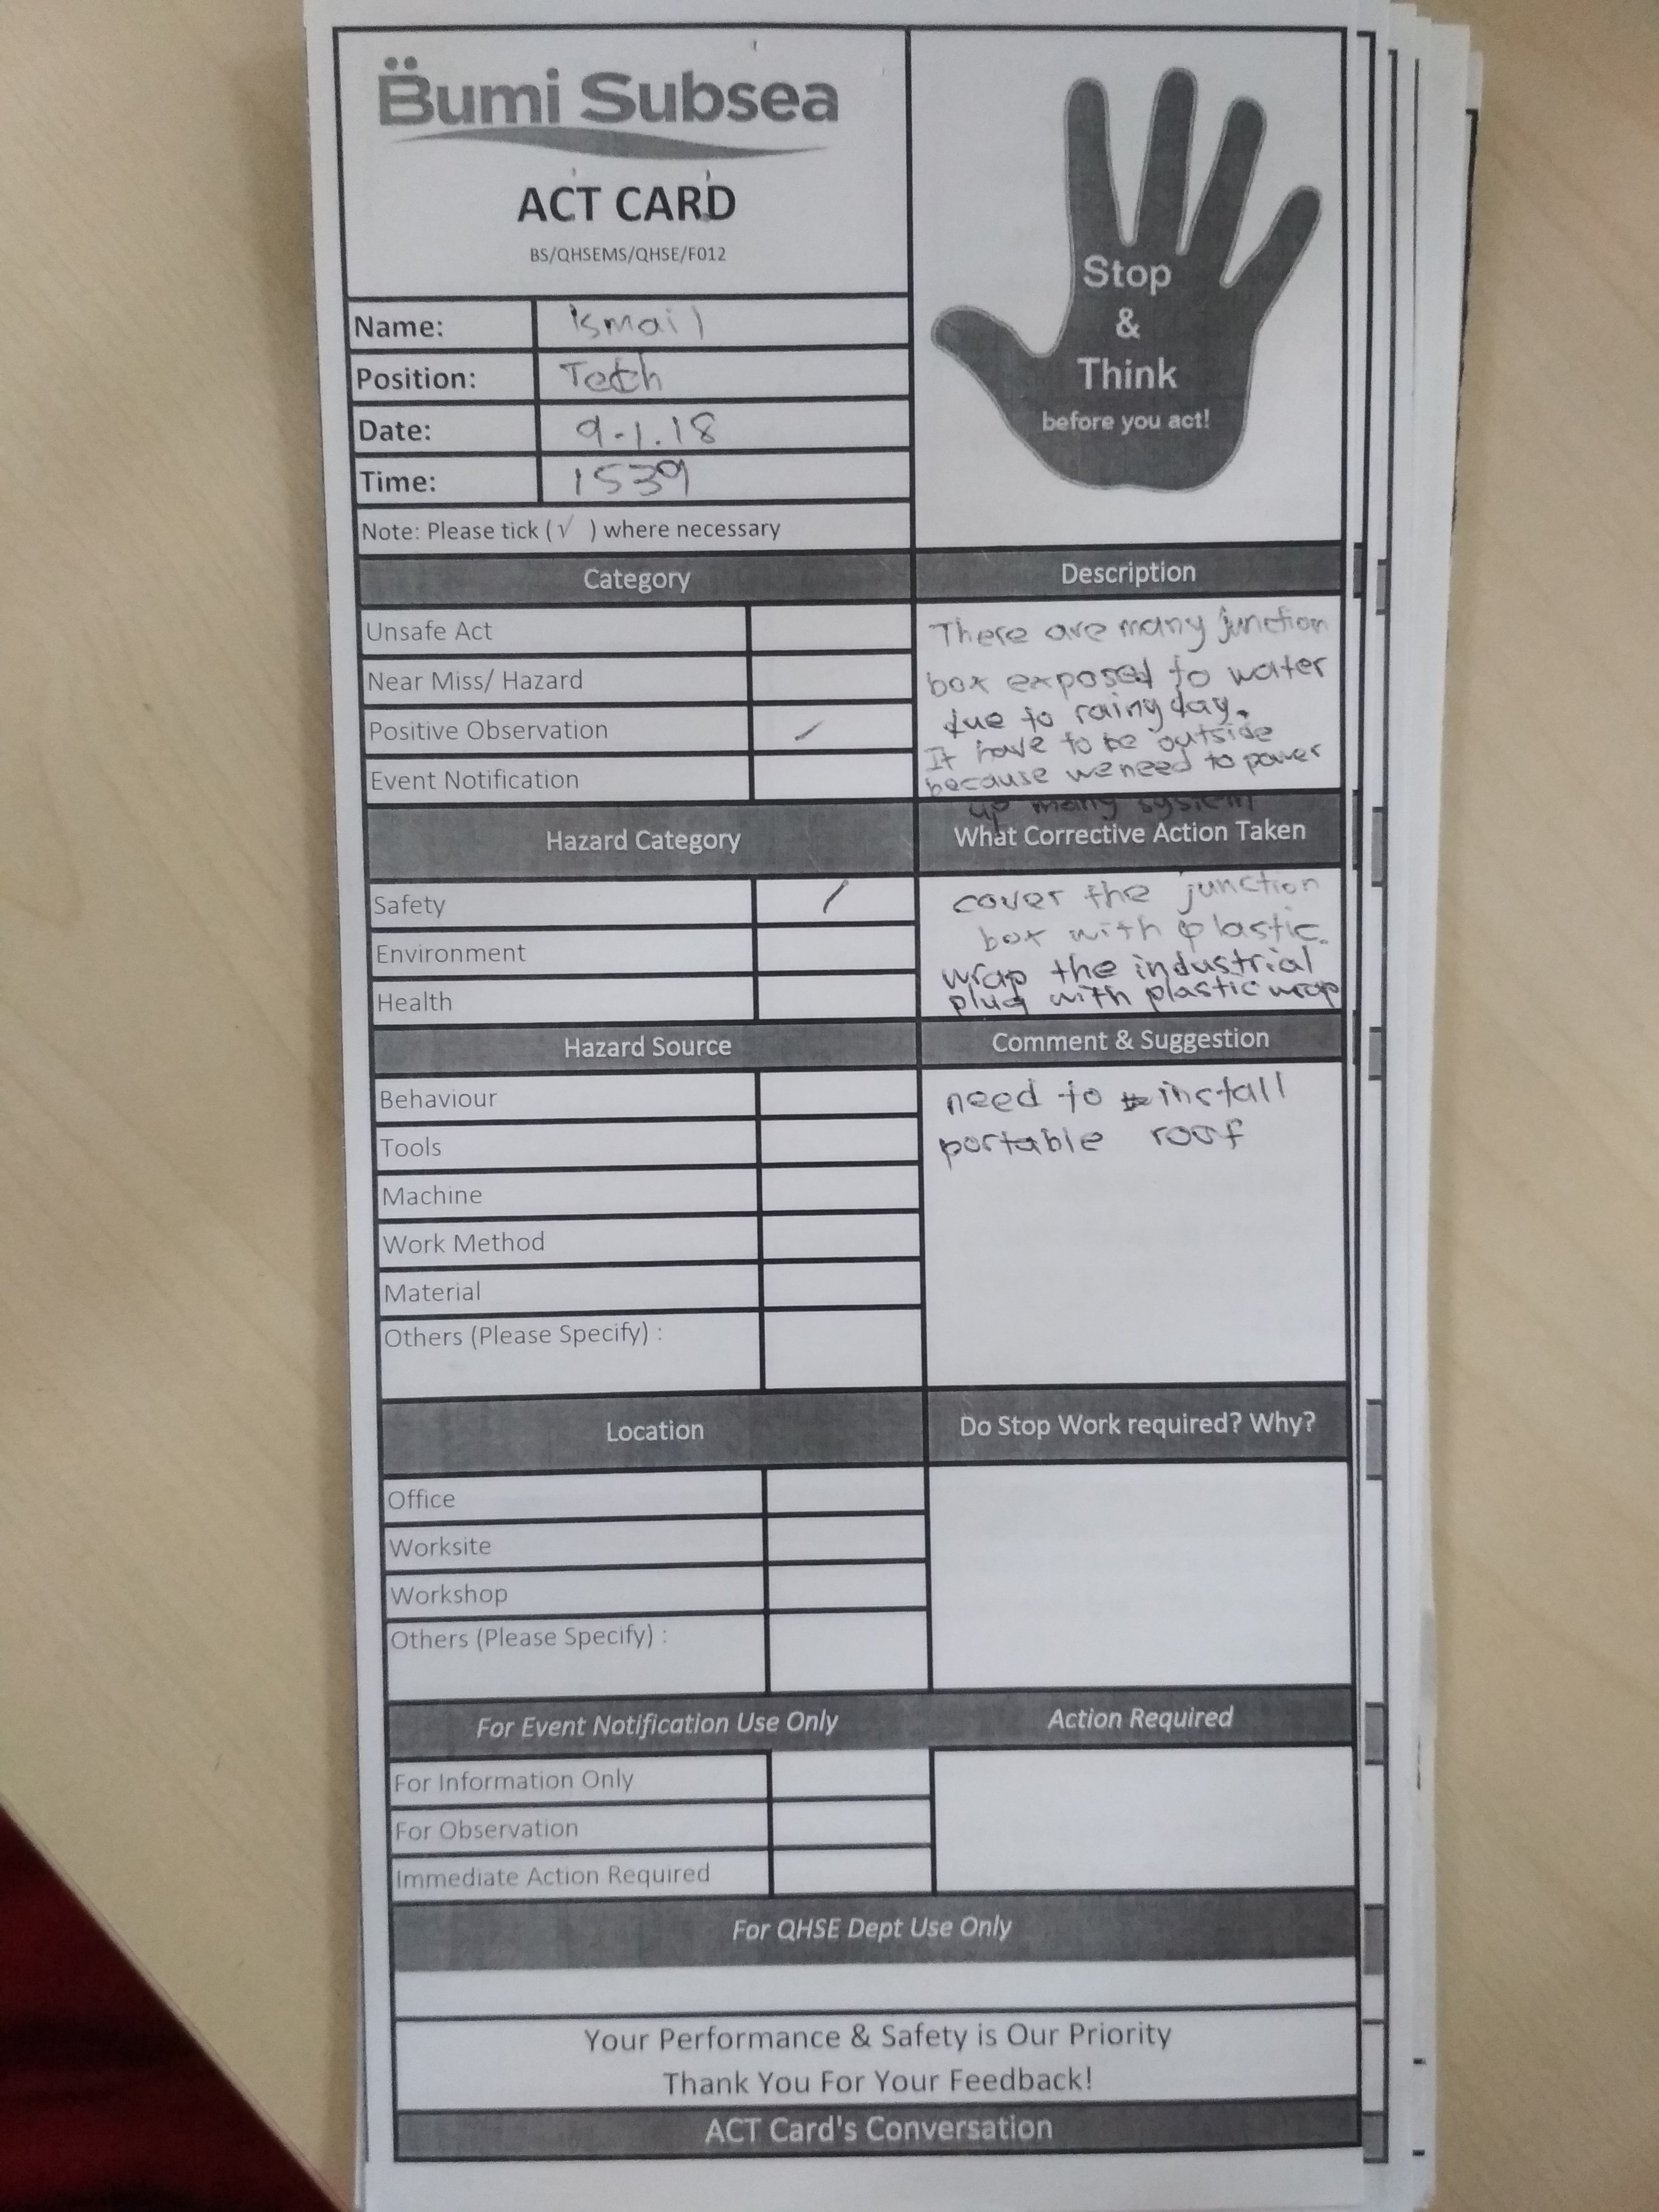 Bumi Subsea
ACT CARD
BS/QHSEMS/QHSE/F012
Stop
&
Think
before you act!
Name: Ismail
Position: Tech
Date: 9.1.18
Time: 1539
Note: Please tick (√ ) where necessary
Category
Unsafe Act
Near Miss/ Hazard
Positive Observation /
Event Notification
Description
There are many junction
box exposed to water
due to rainy day.
It have to be outside
because we need to power
up many system
Hazard Category
Safety /
Environment
Health
What Corrective Action Taken
cover the junction
box with plastic.
wrap the industrial
plug with plastic wrap
Hazard Source
Behaviour
Tools
Machine
Work Method
Material
Others (Please Specify) :
Comment & Suggestion
need to install
portable roof
Location
Office
Worksite
Workshop
Others (Please Specify) :
Do Stop Work required? Why?
For Event Notification Use Only
For Information Only
For Observation
Immediate Action Required
Action Required
For QHSE Dept Use Only
Your Performance & Safety is Our Priority
Thank You For Your Feedback!
ACT Card's Conversation